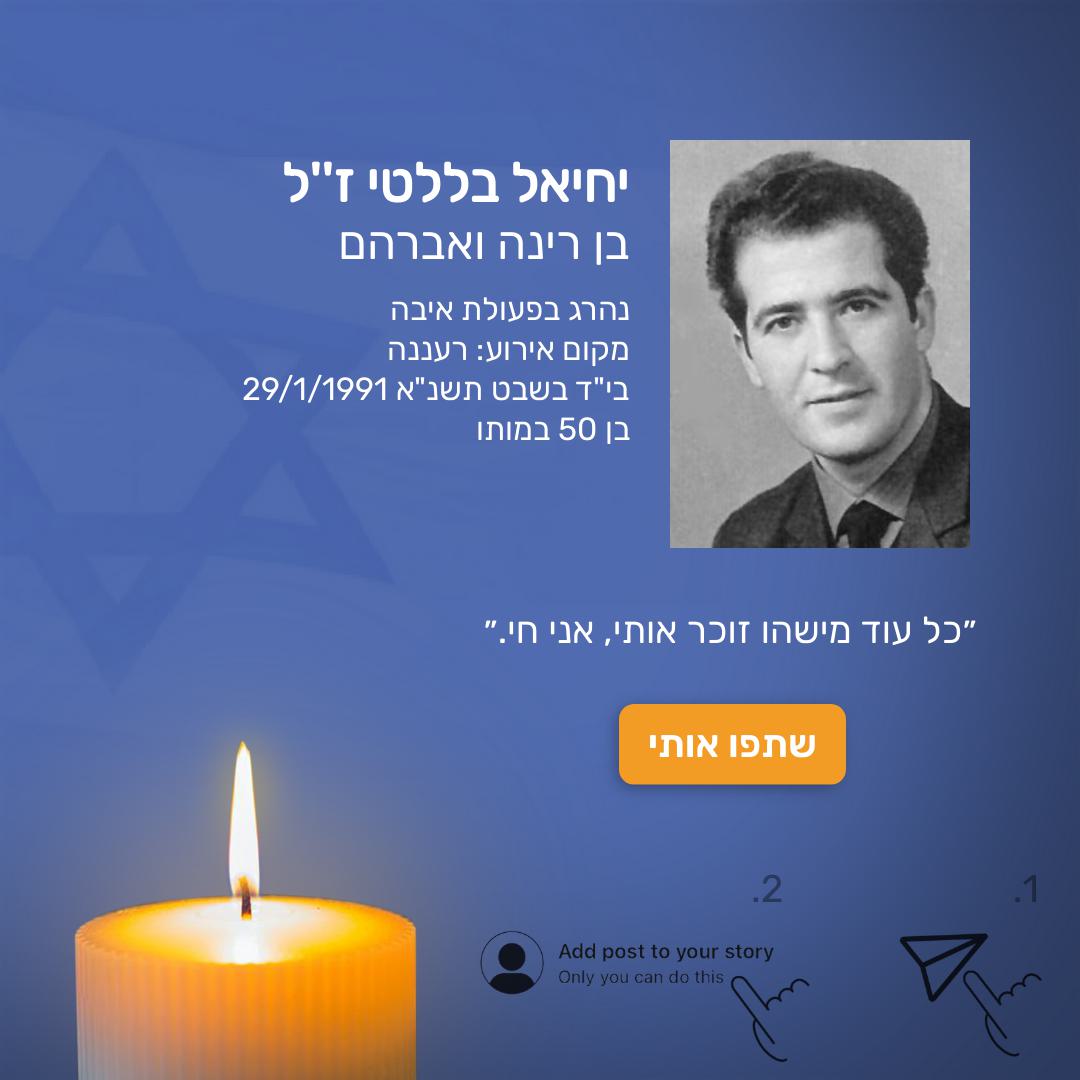 יחיאל בללטי ז"ל
בן רינה ואברהם
נהרג בפעולת איבה
מקום אירוע: רעננה
בי"ד בשבט תשנ"א 29/1/1991
בן 50 במותו
״כל עוד מישהו זוכר אותי, אני חי.״
שתפו אותי
.1
.2
Add post to your story
Only you can do this